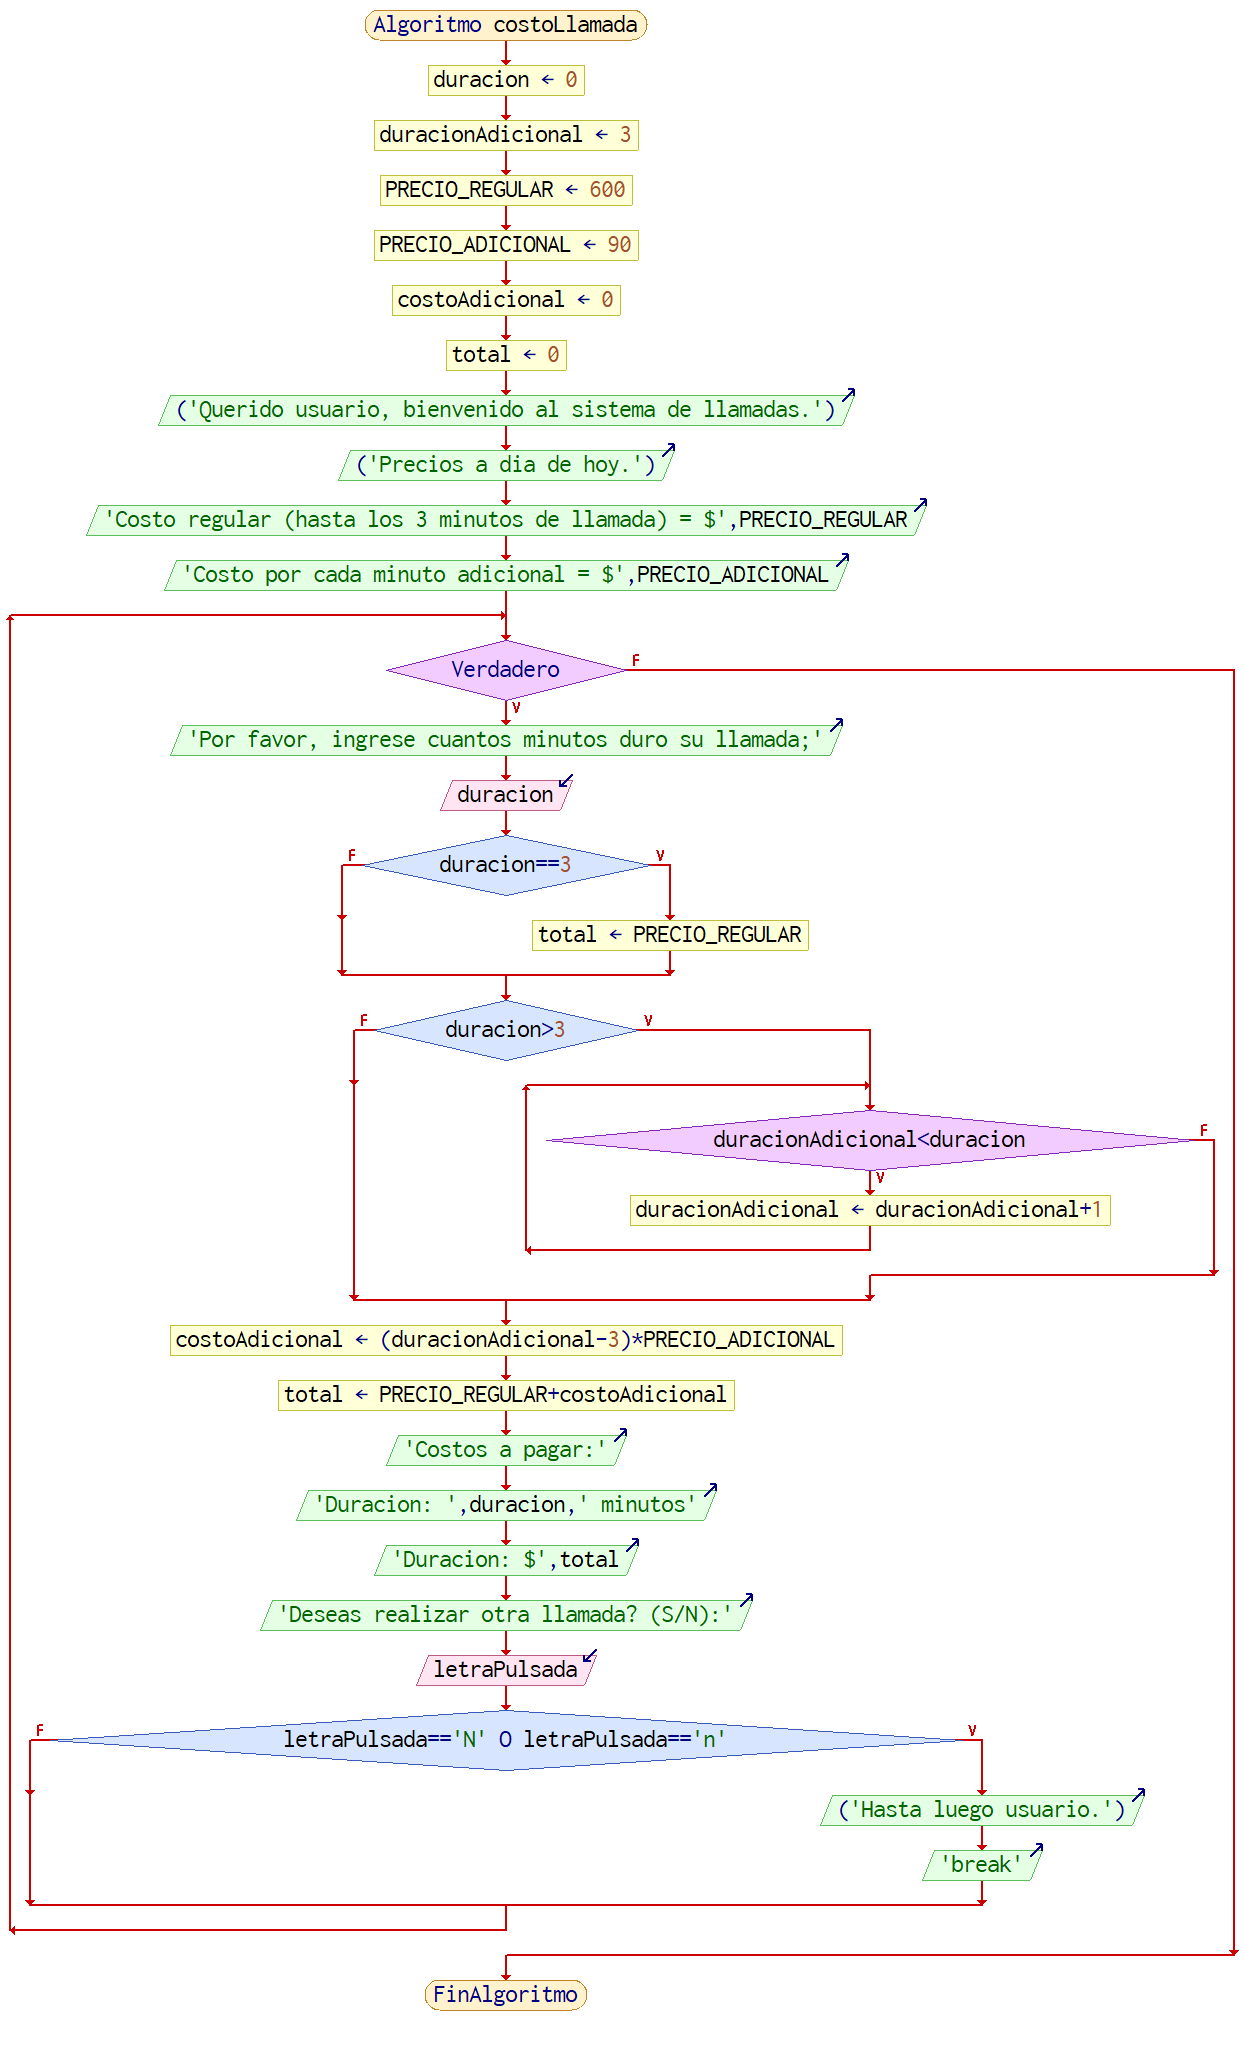 Algoritmo costoLlamada
duracion ← 0
duracionAdicional ← 3
PRECIO_REGULAR ← 600
PRECIO_ADICIONAL ← 90
costoAdicional ← 0
total ← 0
('Querido usuario, bienvenido al sistema de llamadas.')
('Precios a dia de hoy.')
'Costo regular (hasta los 3 minutos de llamada) = $',PRECIO_REGULAR
'Costo por cada minuto adicional = $',PRECIO_ADICIONAL
Verdadero
F
V
'Por favor, ingrese cuantos minutos duro su llamada;'
duracion
F
duracion==3
V
total ← PRECIO_REGULAR
F
duracion>3
V
duracionAdicional<duracion
F
V
duracionAdicional ← duracionAdicional+1
costoAdicional ← (duracionAdicional-3)*PRECIO_ADICIONAL
total ← PRECIO_REGULAR+costoAdicional
'Costos a pagar:'
'Duracion: ',duracion,' minutos'
'Duracion: $',total
'Deseas realizar otra llamada? (S/N):'
letraPulsada
F
letraPulsada=='N' O letraPulsada=='n'
V
('Hasta luego usuario.')
'break'
FinAlgoritmo